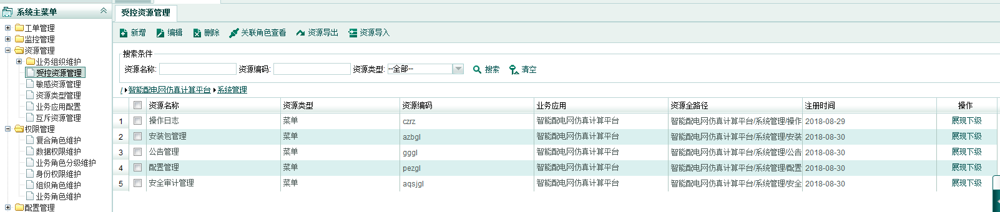 系统主菜单
工单管理
监控管理
资源管理
业务组织维护
受控资源管理
敏感资源管理
资源类型管理
业务应用配置
互斥资源管理
权限管理
复合角色维护
数据权限维护
业务角色分级维护
身份权限维护
组织角色维护
业务角色维护
配置管理
受控资源管理
新增 编辑 删除 关联角色查看 资源导出 资源导入
搜索条件
资源名称: 资源编码: 资源类型: --全部-- 搜索 清空
/ 智能配电网仿真计算平台 系统管理
资源名称 资源类型 资源编码 业务应用 资源全路径 注册时间 操作
1 操作日志 菜单 czrz 智能配电网仿真计算平台 智能配电网仿真计算平台/系统管理/操作 2018-08-29 展现下级
2 安装包管理 菜单 azbgl 智能配电网仿真计算平台 智能配电网仿真计算平台/系统管理/安装 2018-08-30 展现下级
3 公告管理 菜单 gggl 智能配电网仿真计算平台 智能配电网仿真计算平台/系统管理/公告 2018-08-30 展现下级
4 配置管理 菜单 pezgl 智能配电网仿真计算平台 智能配电网仿真计算平台/系统管理/配置 2018-08-30 展现下级
5 安全审计管理 菜单 aqsjgl 智能配电网仿真计算平台 智能配电网仿真计算平台/系统管理/安全 2018-08-30 展现下级